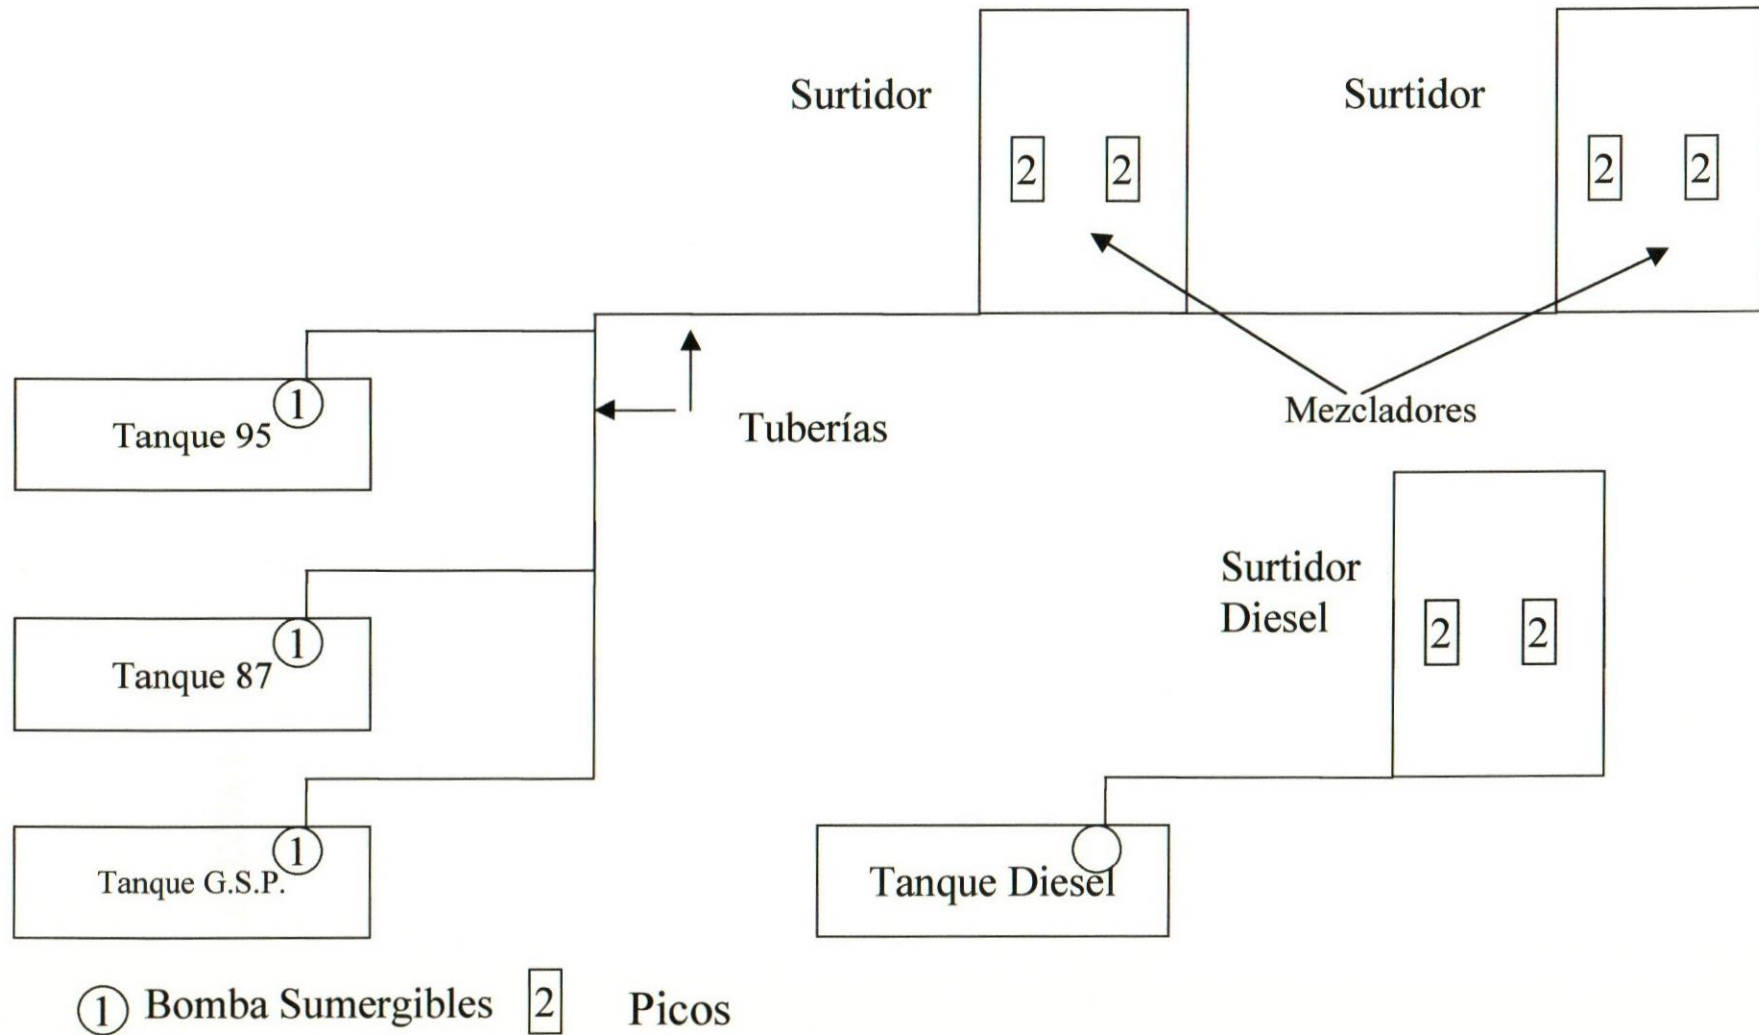 Surtidor
Surtidor
2 2
2 2
Mezcladores
1
Tanque 95
Tuberías
Surtidor
Diesel
2 2
1
Tanque 87
1
Tanque G.S.P.
Tanque Diesel
1 Bomba Sumergibles 2 Picos